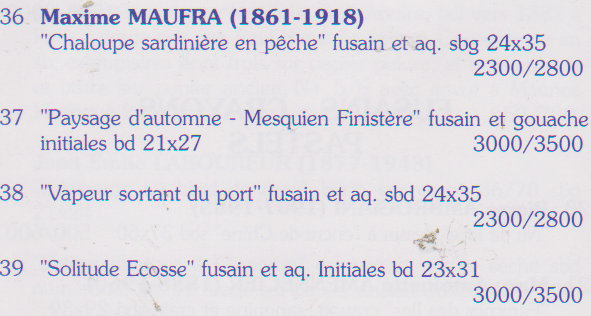 36 Maxime MAUFRA (1861-1918)
"Chaloupe sardinière en pêche" fusain et aq. sbg 24x35
2300/2800
37 "Paysage d'automne - Mesquien Finistère" fusain et gouache
initiales bd 21x27 3000/3500
38 "Vapeur sortant du port" fusain et aq. sbd 24x35
2300/2800
39 "Solitude Ecosse" fusain et aq. Initiales bd 23x31
3000/3500